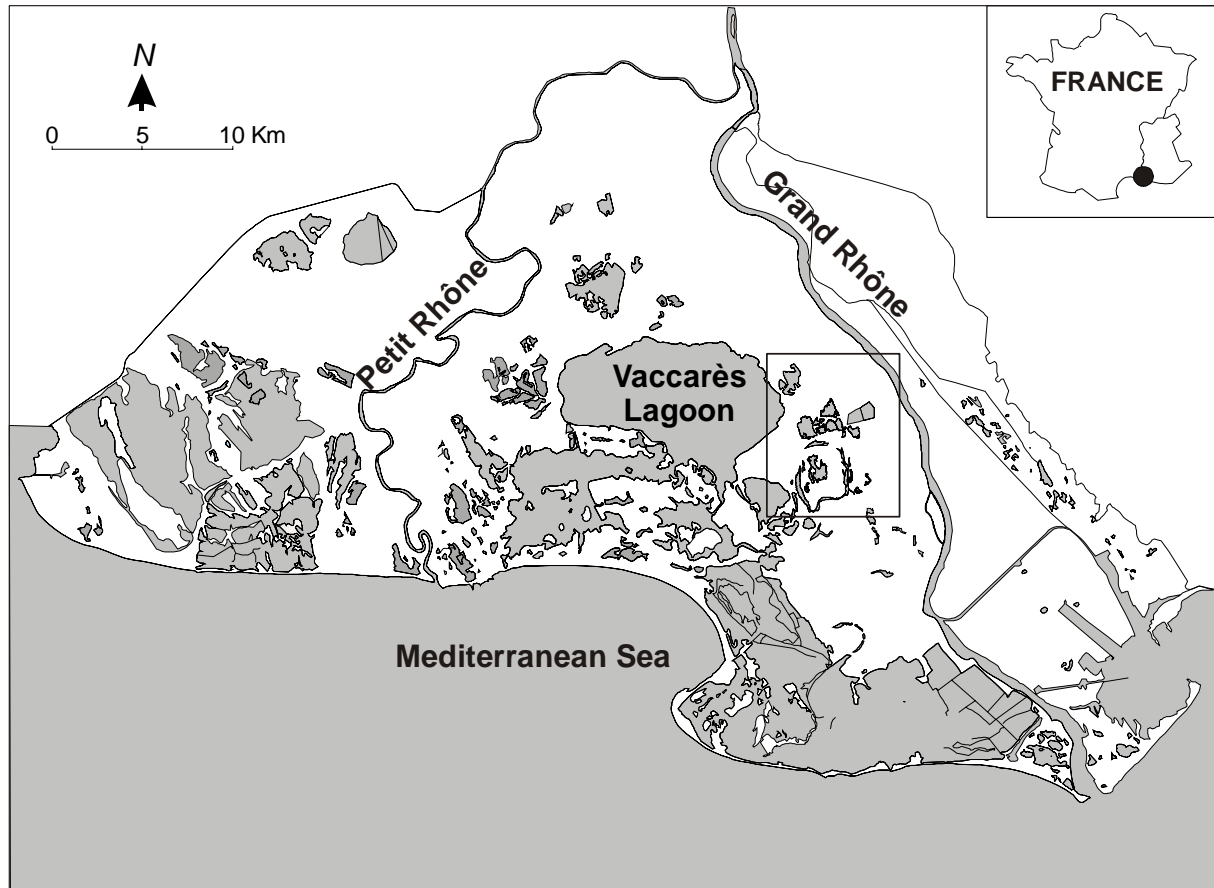 N
0 5 10 Km
FRANCE
Grand Rhône
Petit Rhône
Vaccarès
Lagoon
Mediterranean Sea